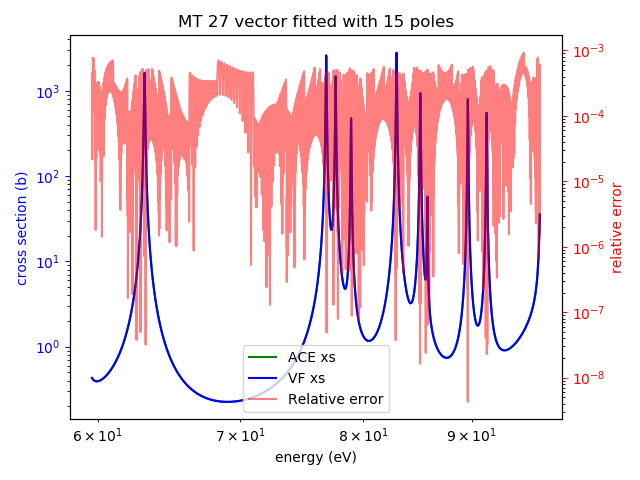 MT 27 vector fitted with 15 poles
cross section (b)
10³
10²
10¹
10⁰
10⁻³
10⁻⁴
10⁻⁵
10⁻⁶
10⁻⁷
10⁻⁸
relative error
ACE xs
VF xs
Relative error
6 × 10¹ 7 × 10¹ 8 × 10¹ 9 × 10¹
energy (eV)